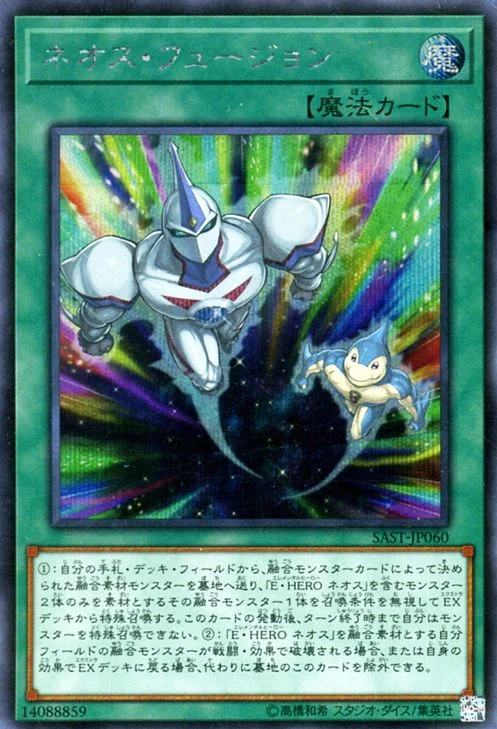 ネオス・フュージョン
魔
【魔法カード】
SAST-JP060
①：自分の手札・デッキ・フィールドから、融合モンスターカードによって決め
られた融合素材モンスターを墓地へ送り、「E・HERO ネオス」を含むモンスター
2体のみを素材とするその融合モンスター1体を召喚条件を無視してEX
デッキから特殊召喚する。このカードの発動後、ターン終了時まで自分はモン
スターを特殊召喚できない。②：「E・HERO ネオス」を融合素材とする自分
フィールドの融合モンスターが戦闘・効果で破壊される場合、または自身の
効果でEXデッキに戻る場合、代わりに墓地のこのカードを除外できる。
14088859
©高橋和希 スタジオ・ダイス/集英社